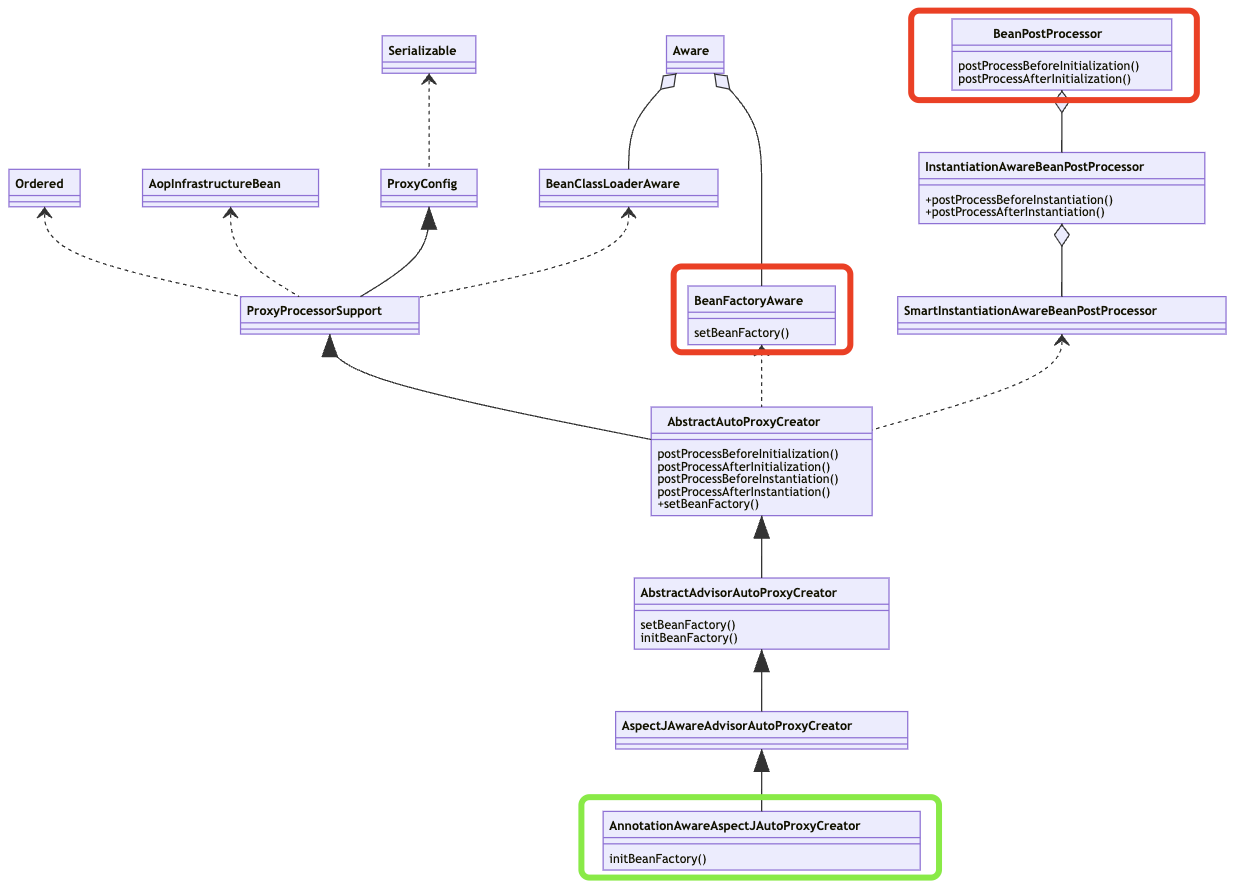 Serializable
Aware
BeanPostProcessor
postProcessBeforeInitialization()
postProcessAfterInitialization()
Ordered
AopInfrastructureBean
ProxyConfig
BeanClassLoaderAware
InstantiationAwareBeanPostProcessor
+postProcessBeforeInstantiation()
+postProcessAfterInstantiation()
ProxyProcessorSupport
BeanFactoryAware
setBeanFactory()
SmartInstantiationAwareBeanPostProcessor
AbstractAutoProxyCreator
postProcessBeforeInitialization()
postProcessAfterInitialization()
postProcessBeforeInstantiation()
postProcessAfterInstantiation()
+setBeanFactory()
AbstractAdvisorAutoProxyCreator
setBeanFactory()
initBeanFactory()
AspectJAwareAdvisorAutoProxyCreator
AnnotationAwareAspectJAutoProxyCreator
initBeanFactory()